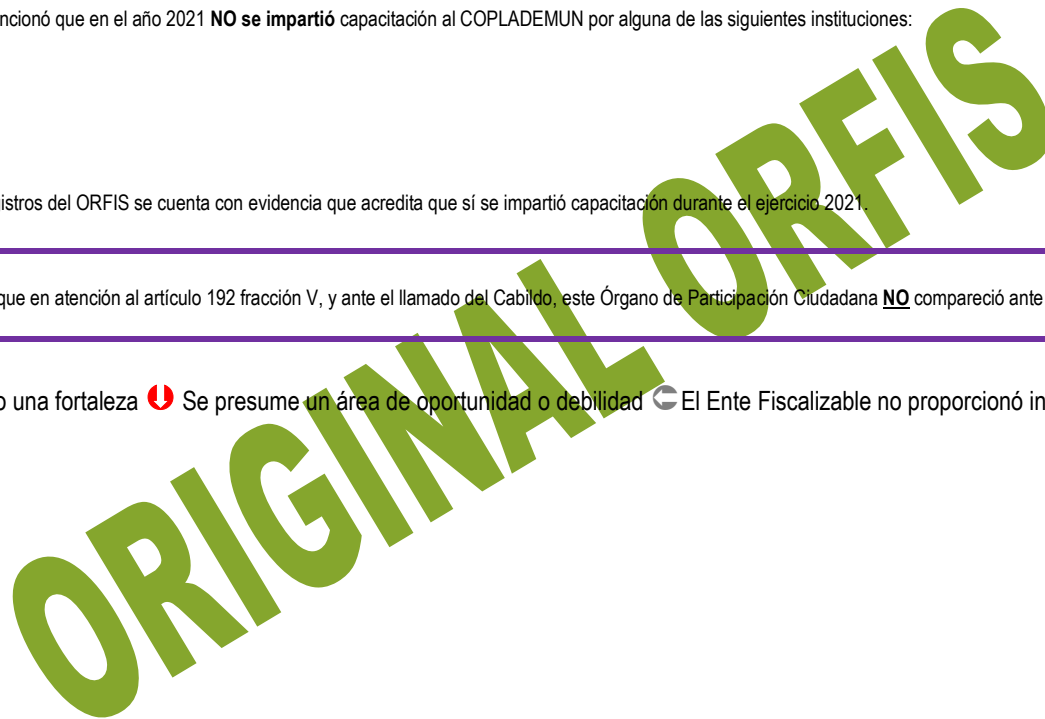 ncionó que en el año 2021 NO se impartió capacitación al COPLADEMUN por alguna de las siguientes instituciones:
istros del ORFIS se cuenta con evidencia que acredita que sí se impartió capacitación durante el ejercicio 2021.
que en atención al artículo 192 fracción V, y ante el llamado del Cabildo, este Órgano de Participación Ciudadana NO compareció ante
o una fortaleza Se presume un área de oportunidad o debilidad El Ente Fiscalizable no proporcionó in
ORIGINAL ORFIS